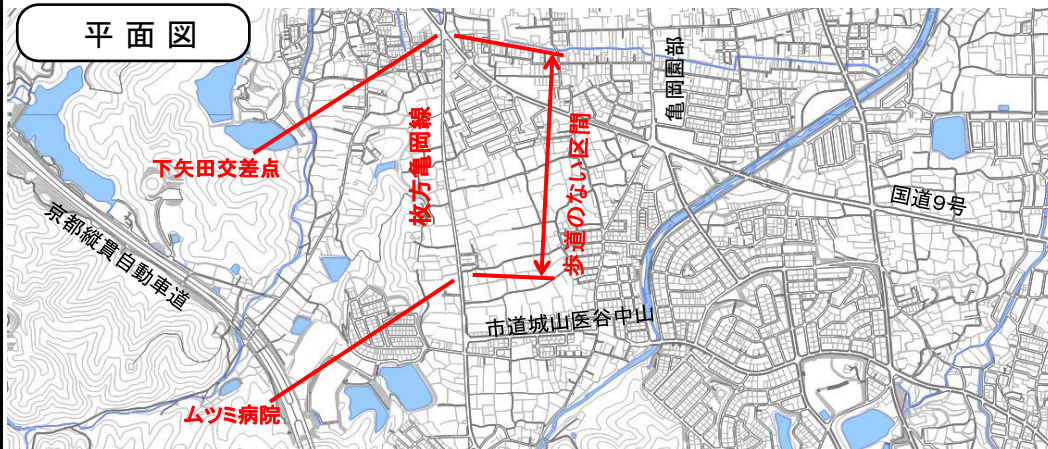 平面図
下矢田交差点
枚方亀岡線
歩道のない区間
亀岡園部
国道9号
京都縦貫自動車道
市道城山医谷中山
ムツミ病院